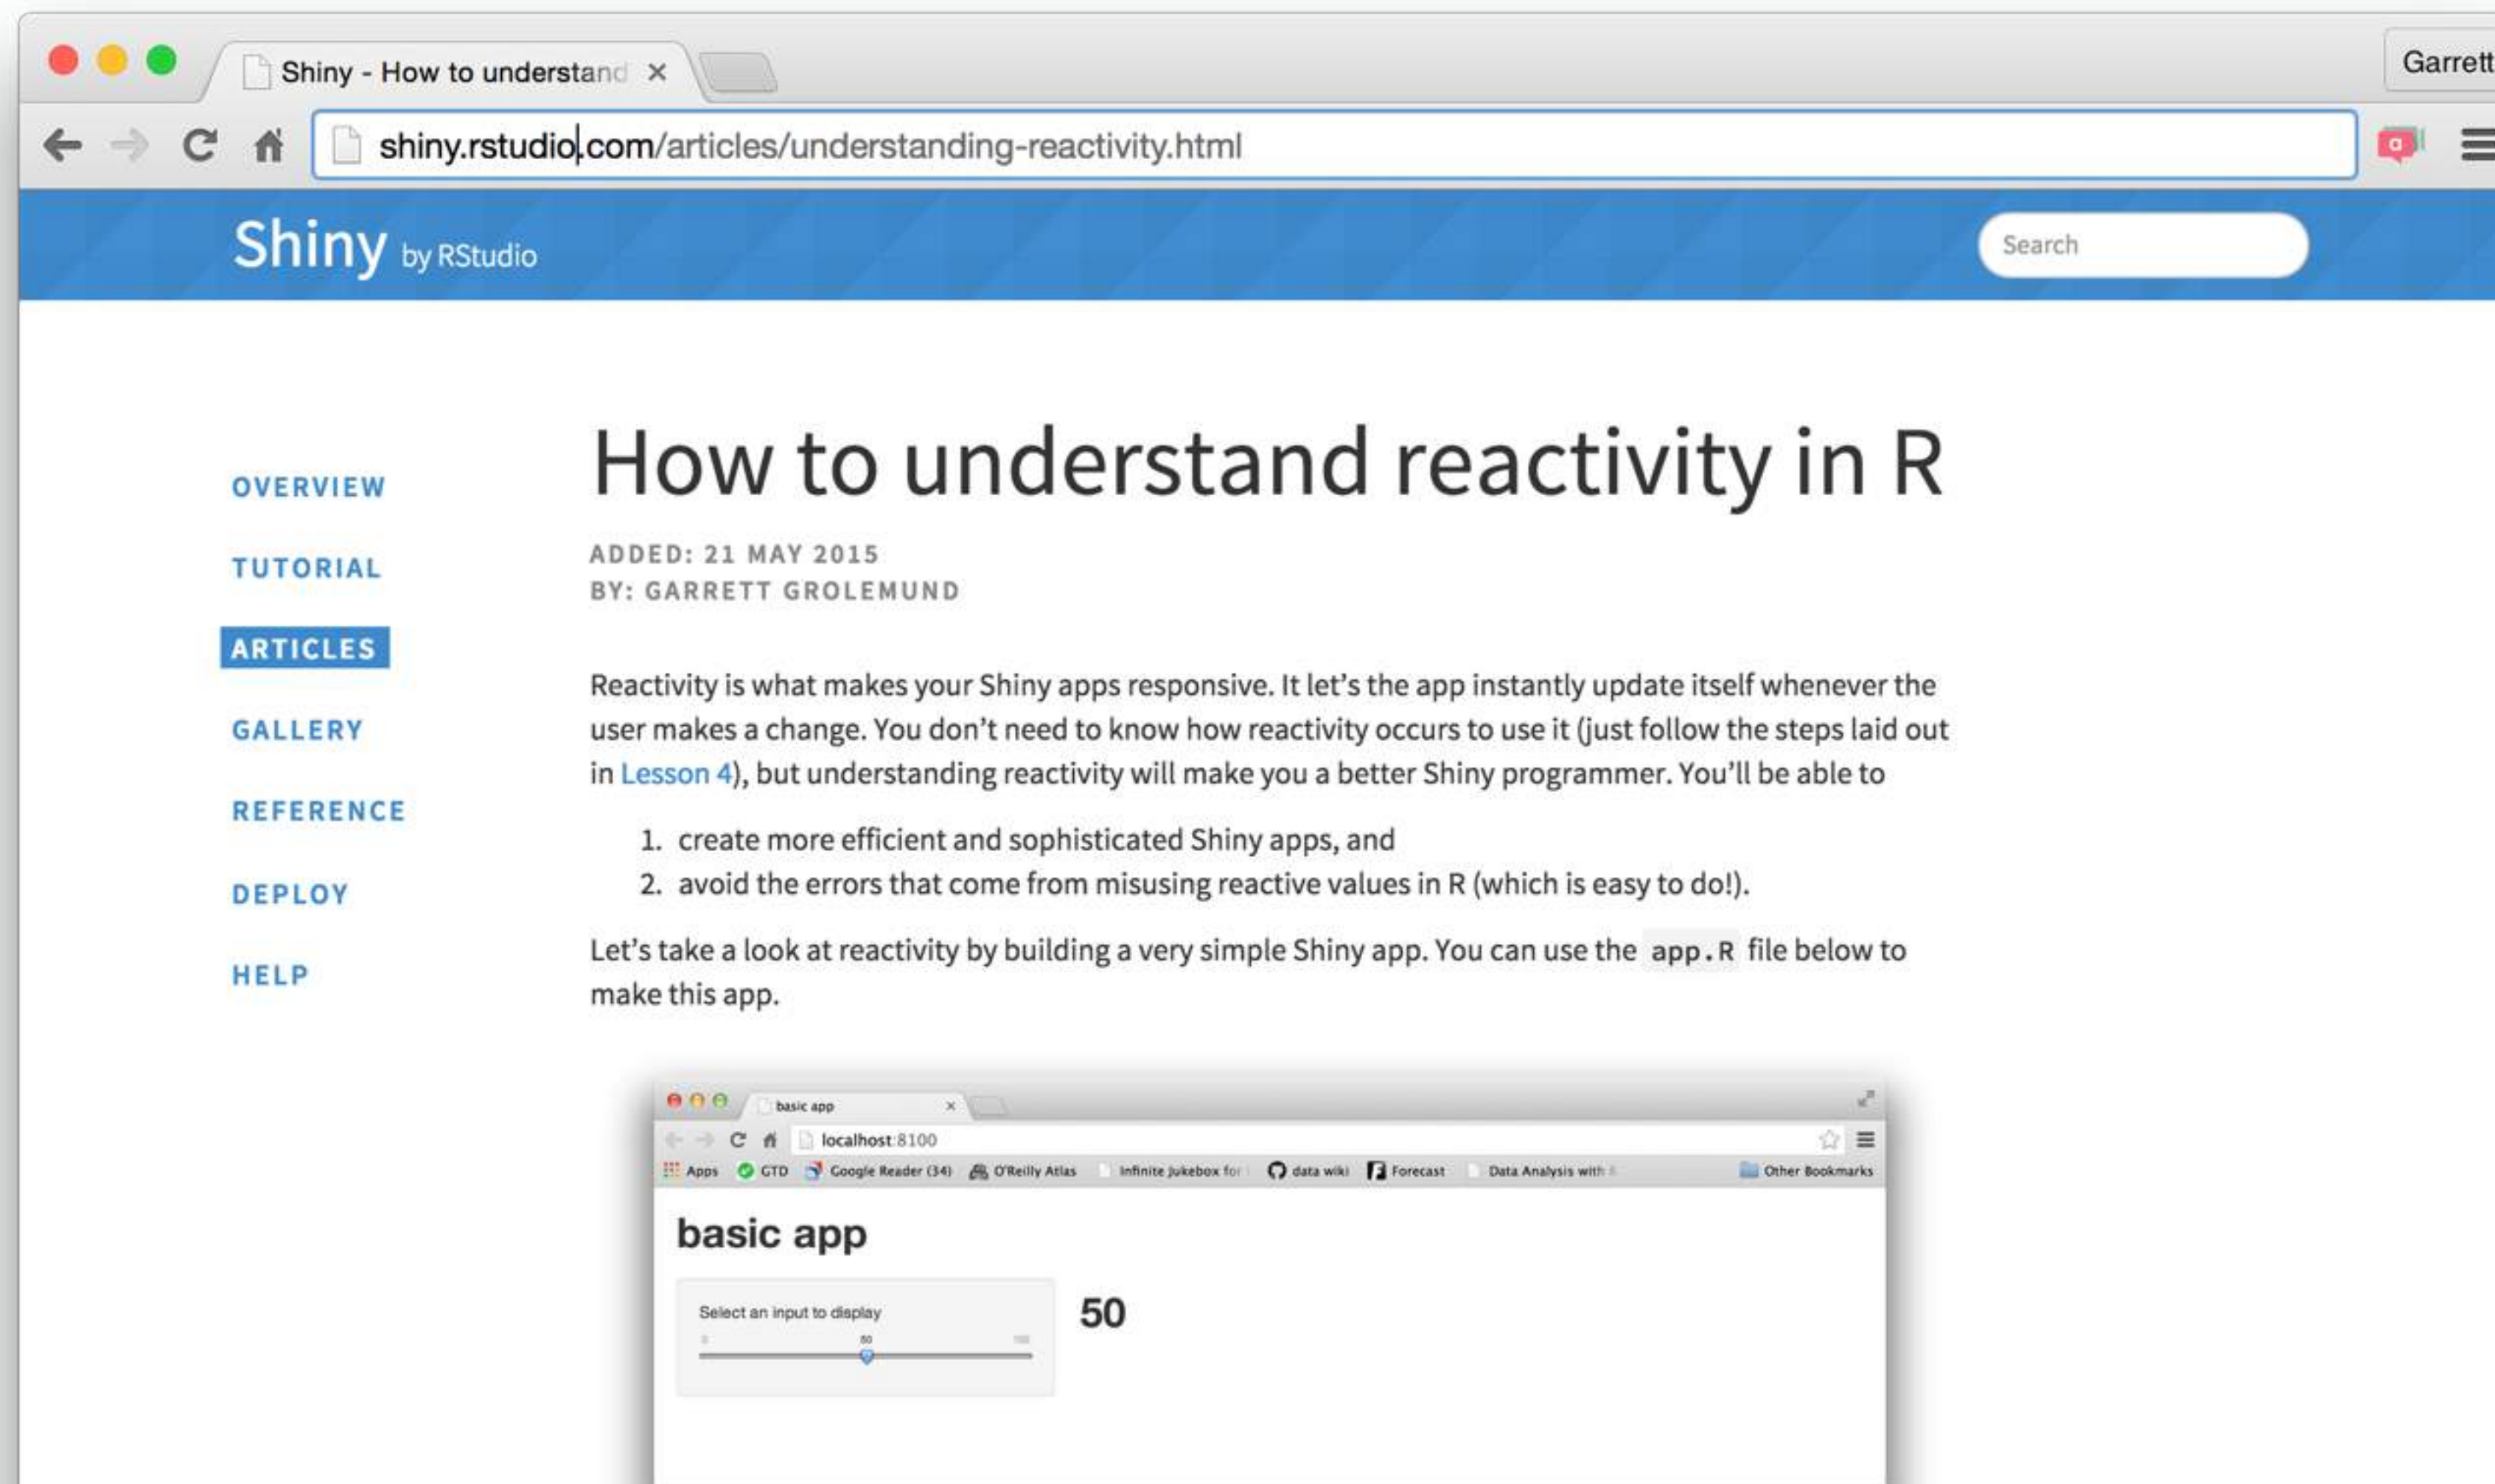 Shiny - How to understand
Garrett
shiny.rstudio.com/articles/understanding-reactivity.html
Shiny by RStudio
Search
How to understand reactivity in R
ADDED: 21 MAY 2015
BY: GARRETT GROLEMUND
OVERVIEW
TUTORIAL
ARTICLES
GALLERY
REFERENCE
DEPLOY
HELP
Reactivity is what makes your Shiny apps responsive. It let's the app instantly update itself whenever the
user makes a change. You don't need to know how reactivity occurs to use it (just follow the steps laid out
in Lesson 4), but understanding reactivity will make you a better Shiny programmer. You'll be able to
1. create more efficient and sophisticated Shiny apps, and
2. avoid the errors that come from misusing reactive values in R (which is easy to do!).
Let's take a look at reactivity by building a very simple Shiny app. You can use the app.R file below to
make this app.
basic app
localhost:8100
Apps GTD Google Reader (34) O'Reilly Atlas Infinite Jukebox for data wiki Forecast Data Analysis with Other Bookmarks
basic app
Select an input to display
50
50